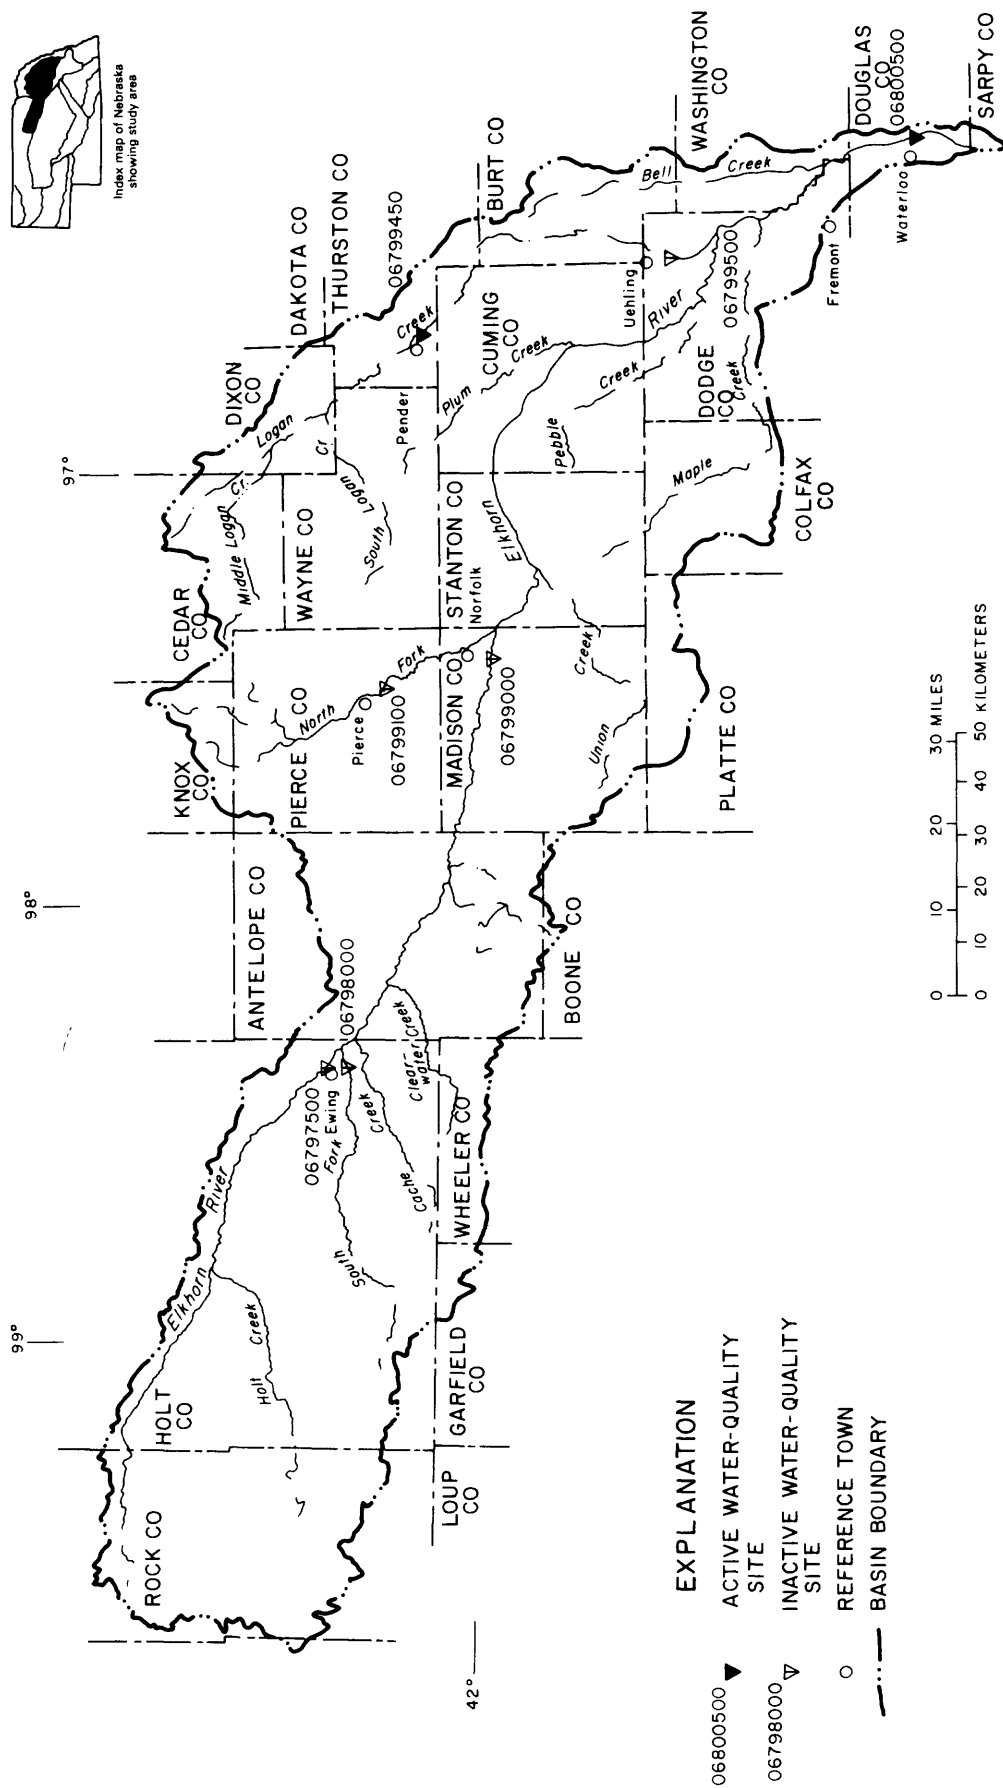 Index map of Nebraska
showing study area
99°
98°
97°
42°
ROCK CO
HOLT
CO
LOUP
CO
GARFIELD
CO
WHEELER CO
ANTELOPE CO
BOONE CO
KNOX
CO
PIERCE CO
MADISON CO
PLATTE CO
CEDAR
CO
WAYNE CO
STANTON CO
COLFAX
CO
DIXON
CO
DAKOTA CO
THURSTON CO
CUMING
CO
DODGE
CO
BURT CO
WASHINGTON
CO
DOUGLAS
CO
SARPY CO
Elkhorn River
Holt Creek
South Fork
Cache Creek
Clear-
water Creek
06797500
Ewing
06798000
North Fork
Pierce
06799100
Norfolk
06799000
Union Creek
Elkhorn
River
Middle Logan Cr.
South Logan Cr
Logan
Creek
Pender
06799450
Plum Creek
Pebble Creek
Maple Creek
Uehling
06799500
Fremont
Bell Creek
Waterloo
06800500
EXPLANATION
06800500 ACTIVE WATER-QUALITY
SITE
06798000 INACTIVE WATER-QUALITY
SITE
REFERENCE TOWN
BASIN BOUNDARY
0 10 20 30 MILES
0 10 20 30 40 50 KILOMETERS